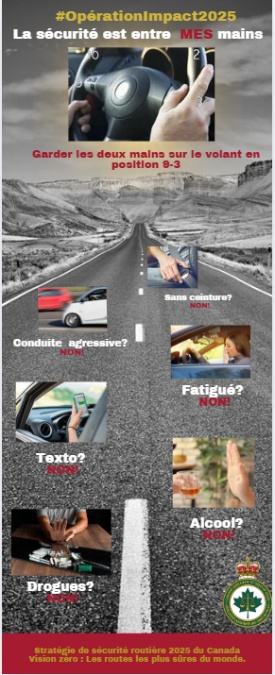 #OpérationImpact2025
La sécurité est entre MES mains
Garder les deux mains sur le volant en
position 9-3
Sans ceinture?
NON!
Conduite agressive?
NON!
Fatigué?
NON!
Texto?
NON!
Alcool?
NON!
Drogues?
NON!
Stratégie de sécurité routière 2025 du Canada
Vision zéro : Les routes les plus sûres du monde.